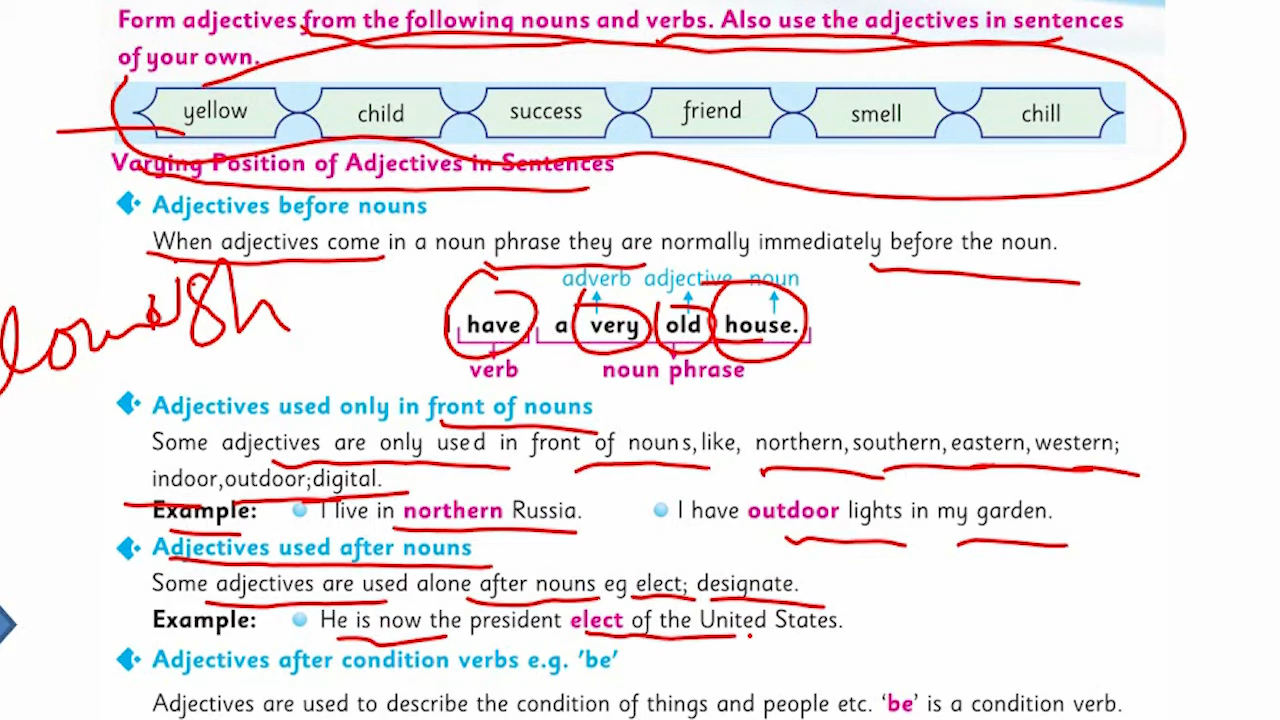 Form adjectives from the following nouns and verbs. Also use the adjectives in sentences
of your own.
yellow child success friend smell chill
Varying Position of Adjectives in Sentences
Adjectives before nouns
When adjectives come in a noun phrase they are normally immediately before the noun.
adverb adjective noun
I have a very old house.
verb noun phrase
Adjectives used only in front of nouns
Some adjectives are only used in front of nouns, like, northern, southern, eastern, western;
indoor, outdoor; digital.
Example: I live in northern Russia. I have outdoor lights in my garden.
Adjectives used after nouns
Some adjectives are used alone after nouns eg elect; designate.
Example: He is now the president elect of the United States.
Adjectives after condition verbs e.g. 'be'
Adjectives are used to describe the condition of things and people etc. 'be' is a condition verb.